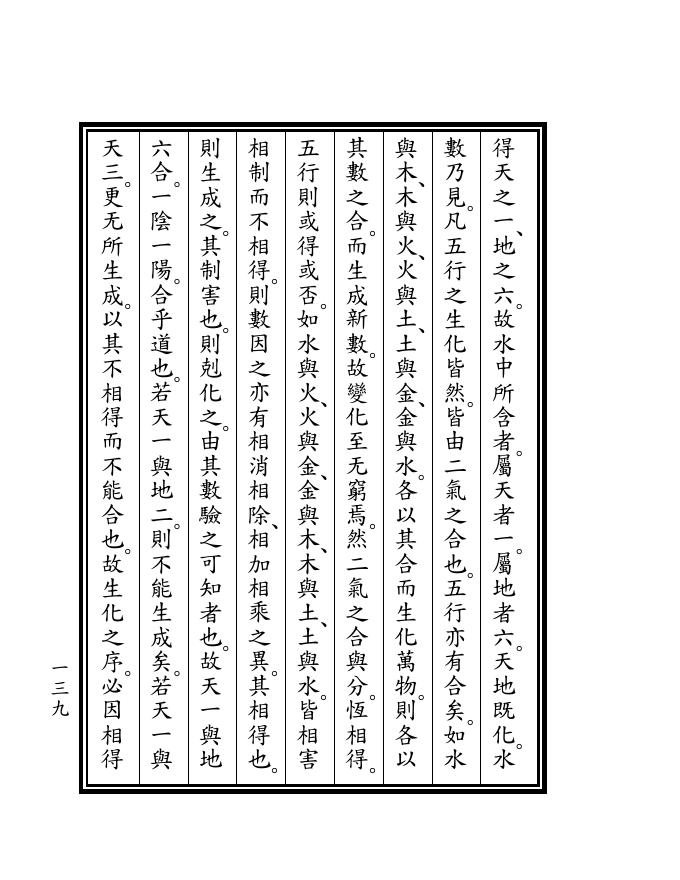 得天之一、地之六。故水中所含者。屬天者一。屬地者六。天地既化。水
數乃見。凡五行之生化皆然。皆由二氣之合也。五行亦有合矣。如水
與木、木與火、火與土、土與金、金與水。各以其合而生化萬物。則各以
其數之合。而生成新數。故變化至无窮焉。然二氣之合與分。恆相得。
五行則或得或否。如水與火、火與金、金與木、木與土、土與水。皆相害
相制而不相得。則數因之亦有相消相除、相加相乘之異。其相得也。
則生成之。其制害也。則剋化之。由其數驗之可知者也。故天一與地
六合。一陰一陽。合乎道也。若天一與地二。則不能生成矣。若天一與
天三。更无所生成。以其不相得而不能合也。故生化之序。必因相得
一三九